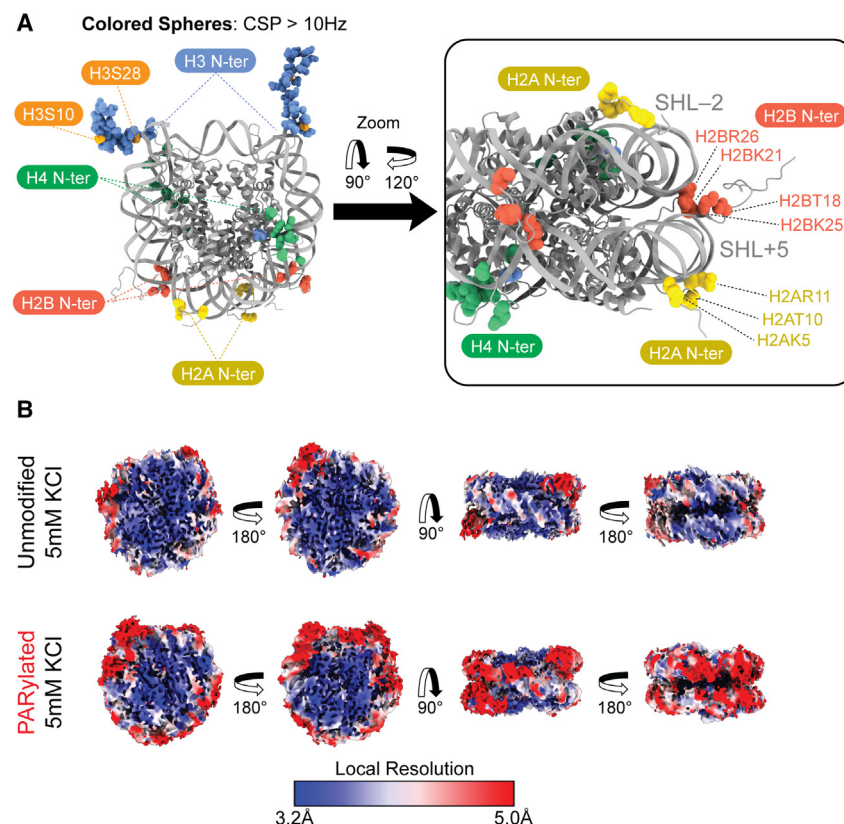 A
Colored Spheres: CSP > 10Hz
H3S28
H3 N-ter
H3S10
H4 N-ter
H2B N-ter
H2A N-ter
Zoom
90° 120°
H2A N-ter
SHL–2
H2B N-ter
H2BR26
H2BK21
H2BT18
H2BK25
SHL+5
H2AR11
H2AT10
H2AK5
H4 N-ter
H2A N-ter
B
Unmodified
5mM KCl
180°
90°
180°
PARylated
5mM KCl
180°
90°
180°
Local Resolution
3.2Å 5.0Å